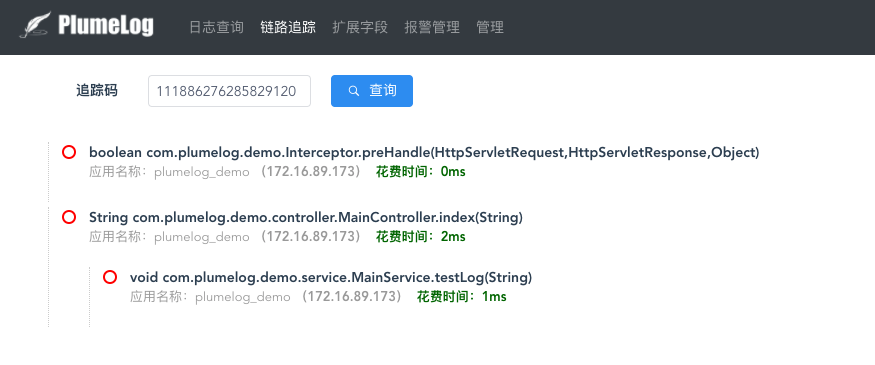 PlumeLog 日志查询 链路追踪 扩展字段 报警管理 管理
追踪码 111886276285829120 查询
boolean com.plumelog.demo.Interceptor.preHandle(HttpServletRequest,HttpServletResponse,Object)
应用名称：plumelog_demo （172.16.89.173） 花费时间：0ms
String com.plumelog.demo.controller.MainController.index(String)
应用名称：plumelog_demo （172.16.89.173） 花费时间：2ms
void com.plumelog.demo.service.MainService.testLog(String)
应用名称：plumelog_demo （172.16.89.173） 花费时间：1ms